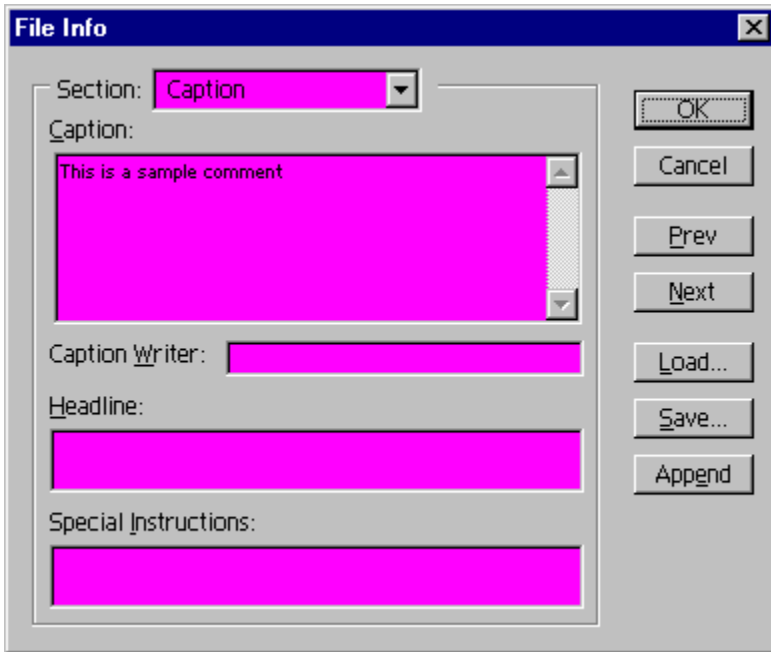 File Info
Section: Caption
Caption:
This is a sample comment
Caption Writer:
Headline:
Special Instructions:
OK
Cancel
Prev
Next
Load...
Save...
Append